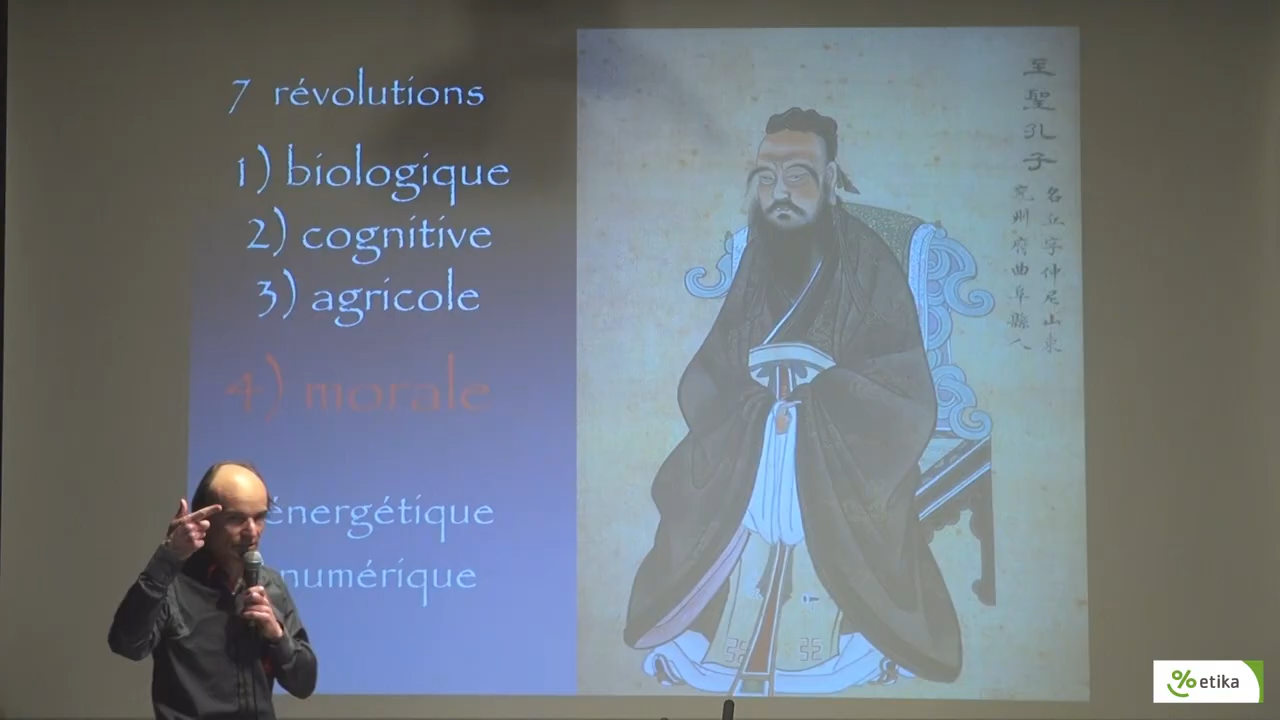 7 révolutions
1) biologique
2) cognitive
3) agricole
4) morale
énergétique
numérique
至聖孔子
名丘字仲尼山東
兗州府曲阜縣人
% etika